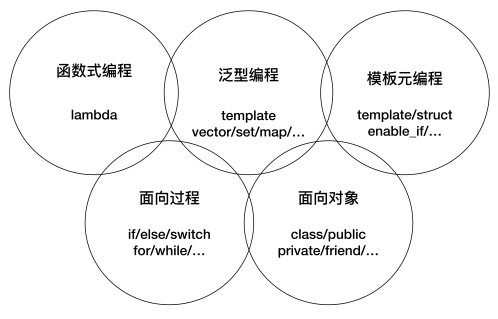 函数式编程
lambda
泛型编程
template
vector/set/map/…
模板元编程
template/struct
enable_if/…
面向过程
if/else/switch
for/while/…
面向对象
class/public
private/friend/…